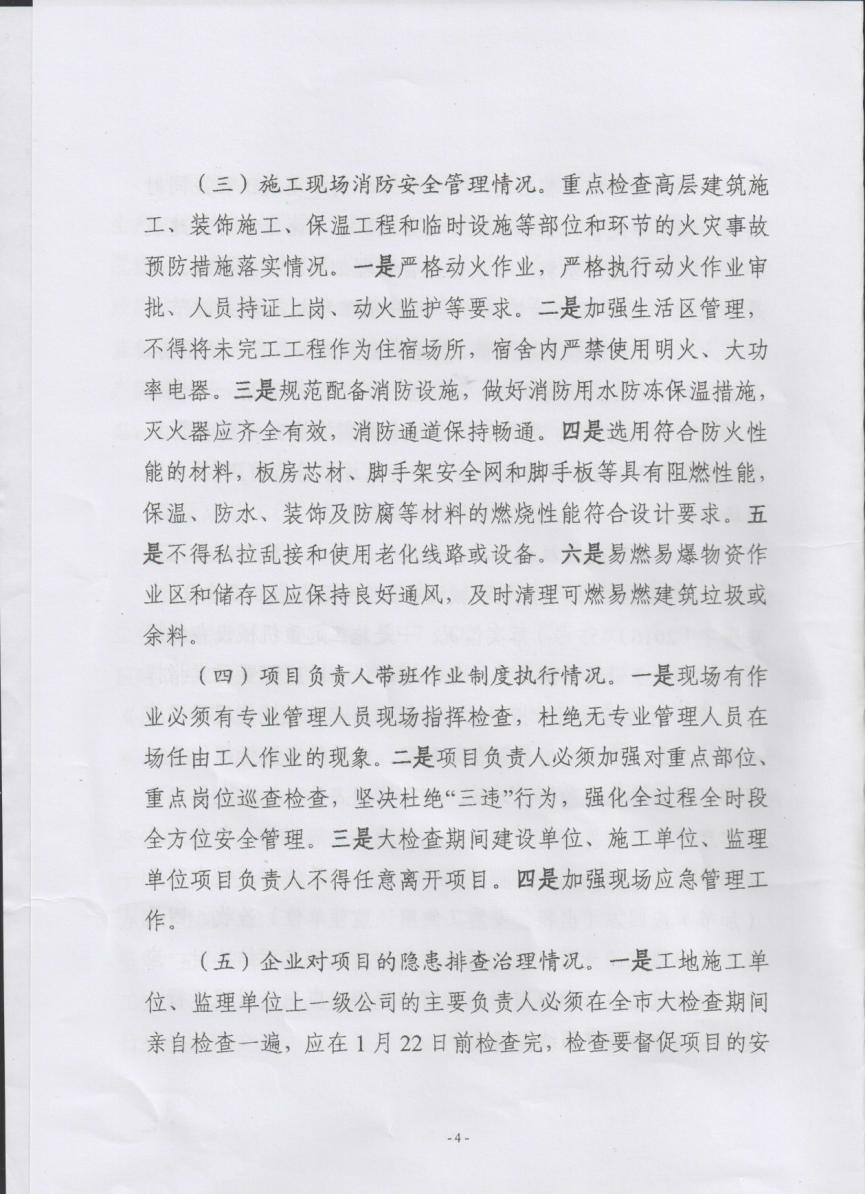 （三）施工现场消防安全管理情况。重点检查高层建筑施
工、装饰施工、保温工程和临时设施等部位和环节的火灾事故
预防措施落实情况。一是严格动火作业，严格执行动火作业审
批、人员持证上岗、动火监护等要求。二是加强生活区管理，
不得将未完工工程作为住宿场所，宿舍内严禁使用明火、大功
率电器。三是规范配备消防设施，做好消防用水防冻保温措施，
灭火器应齐全有效，消防通道保持畅通。四是选用符合防火性
能的材料，板房芯材、脚手架安全网和脚手板等具有阻燃性能，
保温、防水、装饰及防腐等材料的燃烧性能符合设计要求。五
是不得私拉乱接和使用老化线路或设备。六是易燃易爆物资作
业区和储存区应保持良好通风，及时清理可燃易燃建筑垃圾或
余料。
（四）项目负责人带班作业制度执行情况。一是现场有作
业必须有专业管理人员现场指挥检查，杜绝无专业管理人员在
场任由工人作业的现象。二是项目负责人必须加强对重点部位、
重点岗位巡查检查，坚决杜绝“三违”行为，强化全过程全时段
全方位安全管理。三是大检查期间建设单位、施工单位、监理
单位项目负责人不得任意离开项目。四是加强现场应急管理工
作。
（五）企业对项目的隐患排查治理情况。一是工地施工单
位、监理单位上一级公司的主要负责人必须在全市大检查期间
亲自检查一遍，应在 1 月 22 日前检查完，检查要督促项目的安
- 4 -